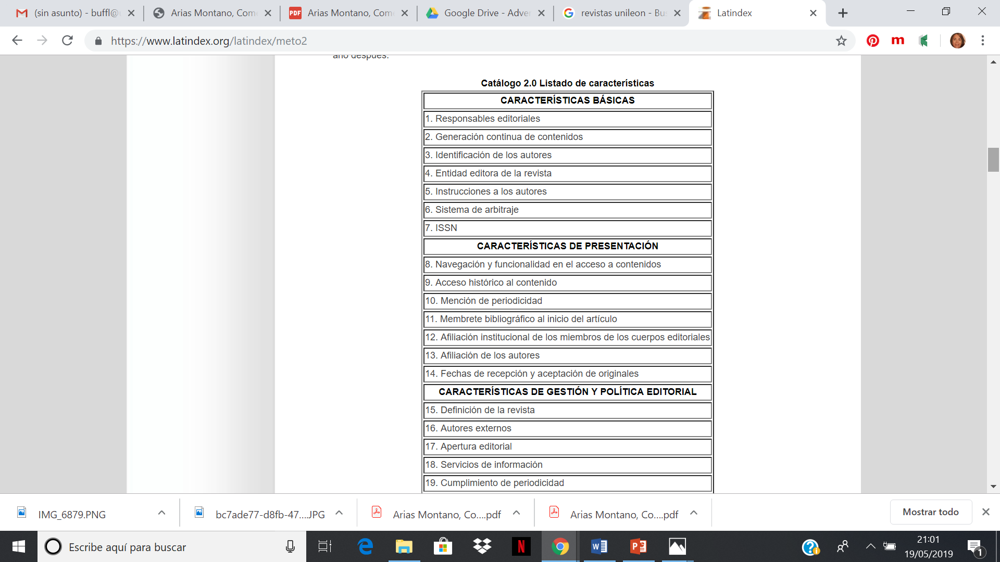 (sin asunto) - buffl@
Arias Montano, Com
PDF
Arias Montano, Com
Google Drive - Adver
revistas unileon - Bus
Latindex
https://www.latindex.org/latindex/meto2
año después.
Catálogo 2.0 Listado de características
CARACTERÍSTICAS BÁSICAS
1. Responsables editoriales
2. Generación continua de contenidos
3. Identificación de los autores
4. Entidad editora de la revista
5. Instrucciones a los autores
6. Sistema de arbitraje
7. ISSN
CARACTERÍSTICAS DE PRESENTACIÓN
8. Navegación y funcionalidad en el acceso a contenidos
9. Acceso histórico al contenido
10. Mención de periodicidad
11. Membrete bibliográfico al inicio del artículo
12. Afiliación institucional de los miembros de los cuerpos editoriales
13. Afiliación de los autores
14. Fechas de recepción y aceptación de originales
CARACTERÍSTICAS DE GESTIÓN Y POLÍTICA EDITORIAL
15. Definición de la revista
16. Autores externos
17. Apertura editorial
18. Servicios de información
19. Cumplimiento de periodicidad
IMG_6879.PNG
bc7ade77-d8fb-47....JPG
Arias Montano, Co....pdf
Arias Montano, Co....pdf
Mostrar todo
Escribe aquí para buscar
21:01
19/05/2019
1